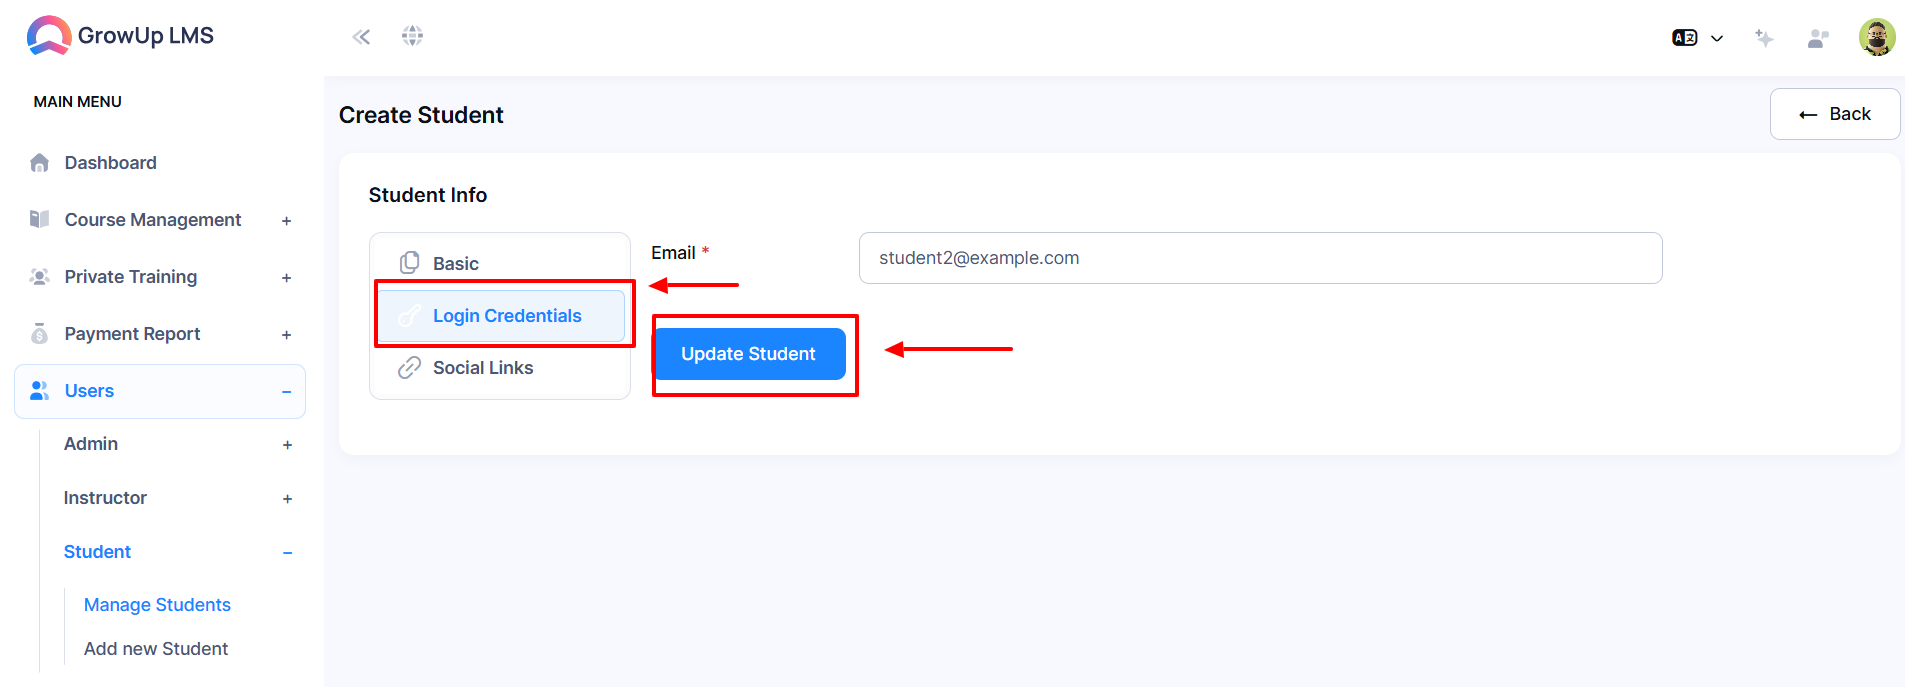 GrowUp LMS
MAIN MENU
Dashboard
Course Management +
Private Training +
Payment Report +
Users −
Admin +
Instructor +
Student −
Manage Students
Add new Student
Create Student
← Back
Student Info
Basic
Login Credentials
Social Links
Email *
student2@example.com
Update Student